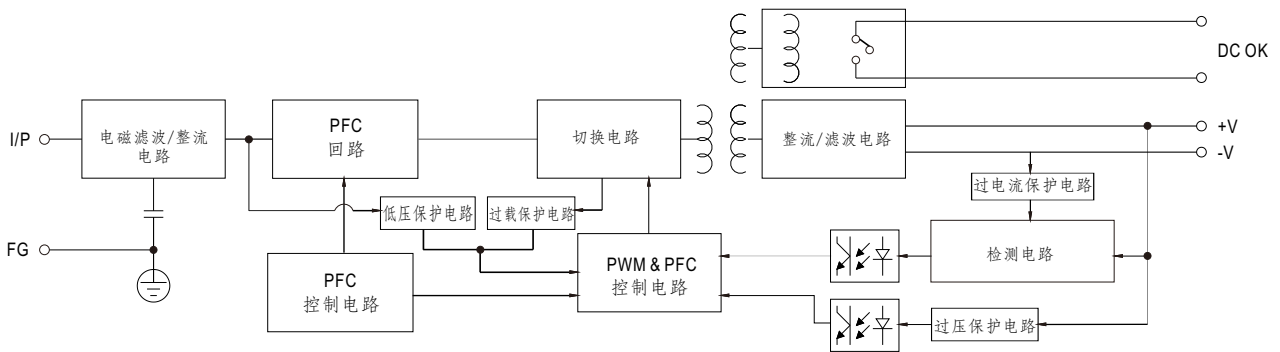 DC OK
I/P
电磁滤波/整流
电路
PFC
回路
切换电路
整流/滤波电路
+V
-V
过电流保护电路
低压保护电路
过载保护电路
FG
PFC
控制电路
PWM & PFC
控制电路
检测电路
过压保护电路